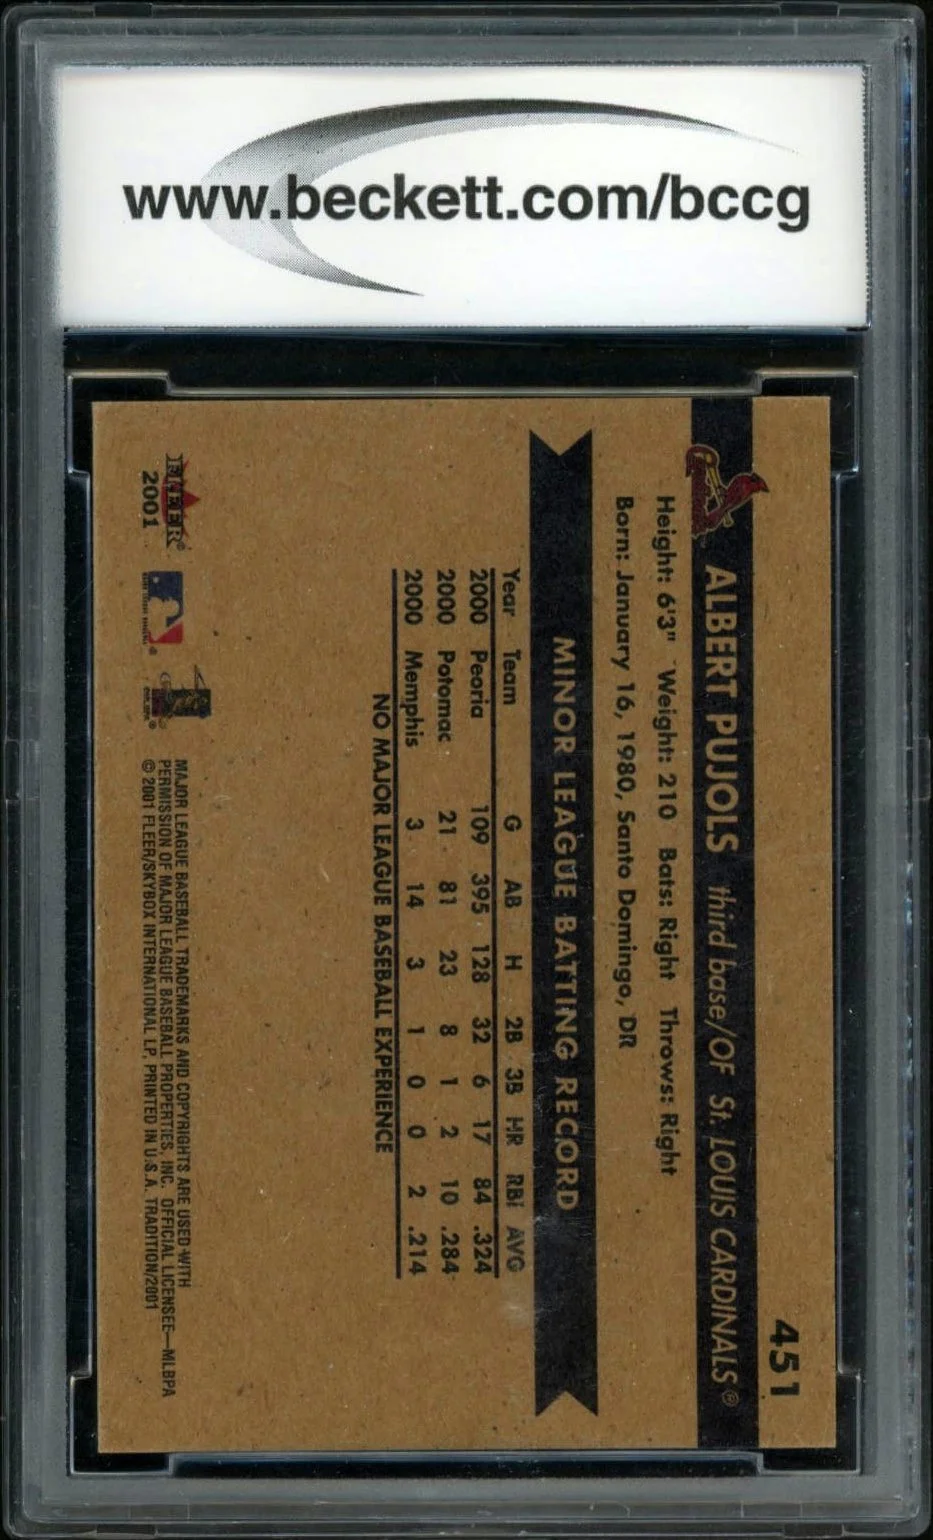 www.beckett.com/bccg
451
ALBERT PUJOLS third base/OF St. LOUIS CARDINALS®
Height: 6'3" Weight: 210 Bats: Right Throws: Right
Born: January 16, 1980, Santo Domingo, DR
MINOR LEAGUE BATTING RECORD
Year Team G AB H 2B 3B HR RBI AVG
2000 Peoria 109 395 128 32 6 17 84 .324
2000 Potomac 21 81 23 8 1 2 10 .284
2000 Memphis 3 14 3 1 0 0 2 .214
NO MAJOR LEAGUE BASEBALL EXPERIENCE
FLEER®
2001
MAJOR LEAGUE BASEBALL TRADEMARKS AND COPYRIGHTS ARE USED WITH
PERMISSION OF MAJOR LEAGUE BASEBALL PROPERTIES, INC. OFFICIAL LICENSEE—MLBPA
© 2001 FLEER/SKYBOX INTERNATIONAL LP, PRINTED IN U.S.A. TRADITION/2001